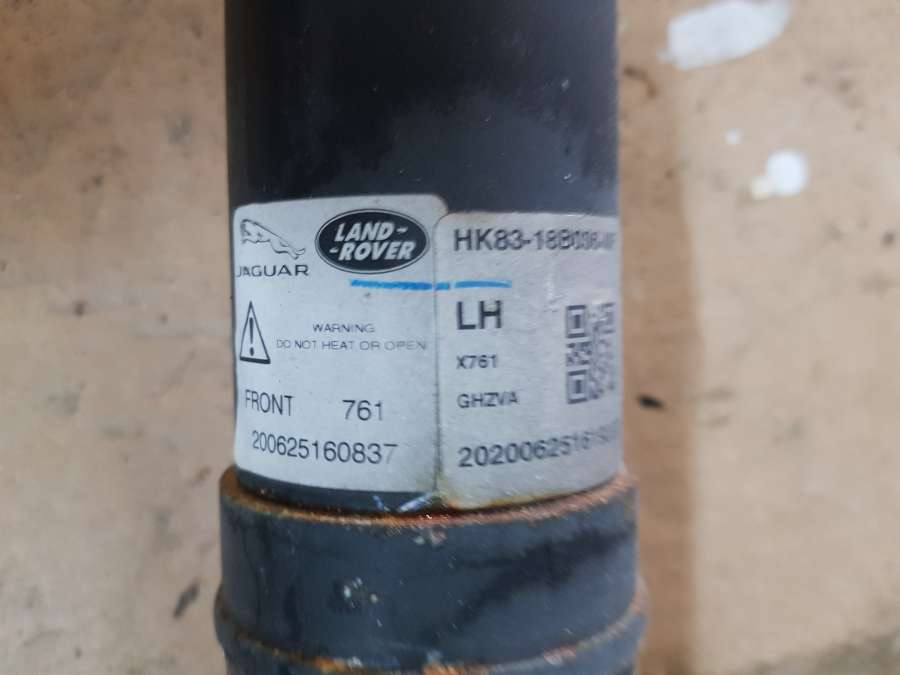 JAGUAR
LAND-
-ROVER
WARNING
DO NOT HEAT OR OPEN
FRONT 761
200625160837
LH
X761
GHZVA